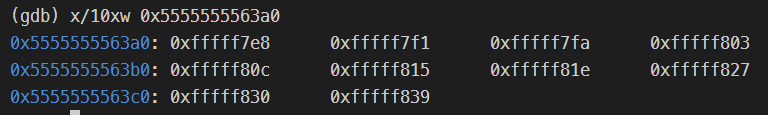 (gdb) x/10xw 0x5555555563a0
0x5555555563a0: 0xfffff7e8 0xfffff7f1 0xfffff7fa 0xfffff803
0x5555555563b0: 0xfffff80c 0xfffff815 0xfffff81e 0xfffff827
0x5555555563c0: 0xfffff830 0xfffff839